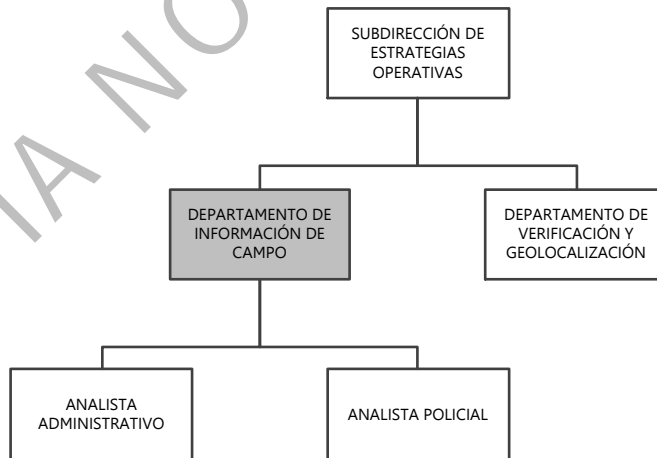 SUBDIRECCIÓN DE
ESTRATEGIAS
OPERATIVAS
DEPARTAMENTO DE
INFORMACIÓN DE
CAMPO
DEPARTAMENTO DE
VERIFICACIÓN Y
GEOLOCALIZACIÓN
ANALISTA
ADMINISTRATIVO
ANALISTA POLICIAL